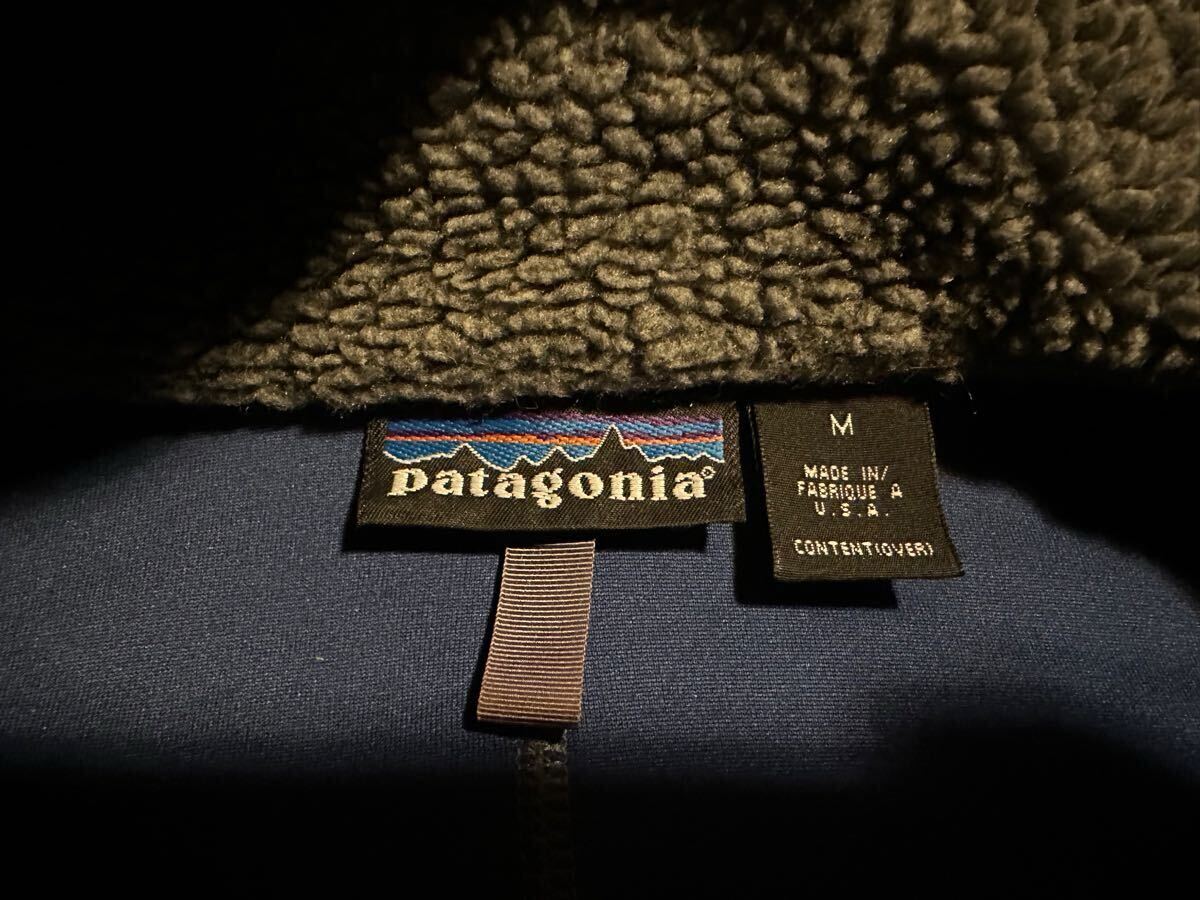 patagonia®
M
MADE IN/
FABRIQUE A
U.S.A.
CONTENT(OVER)